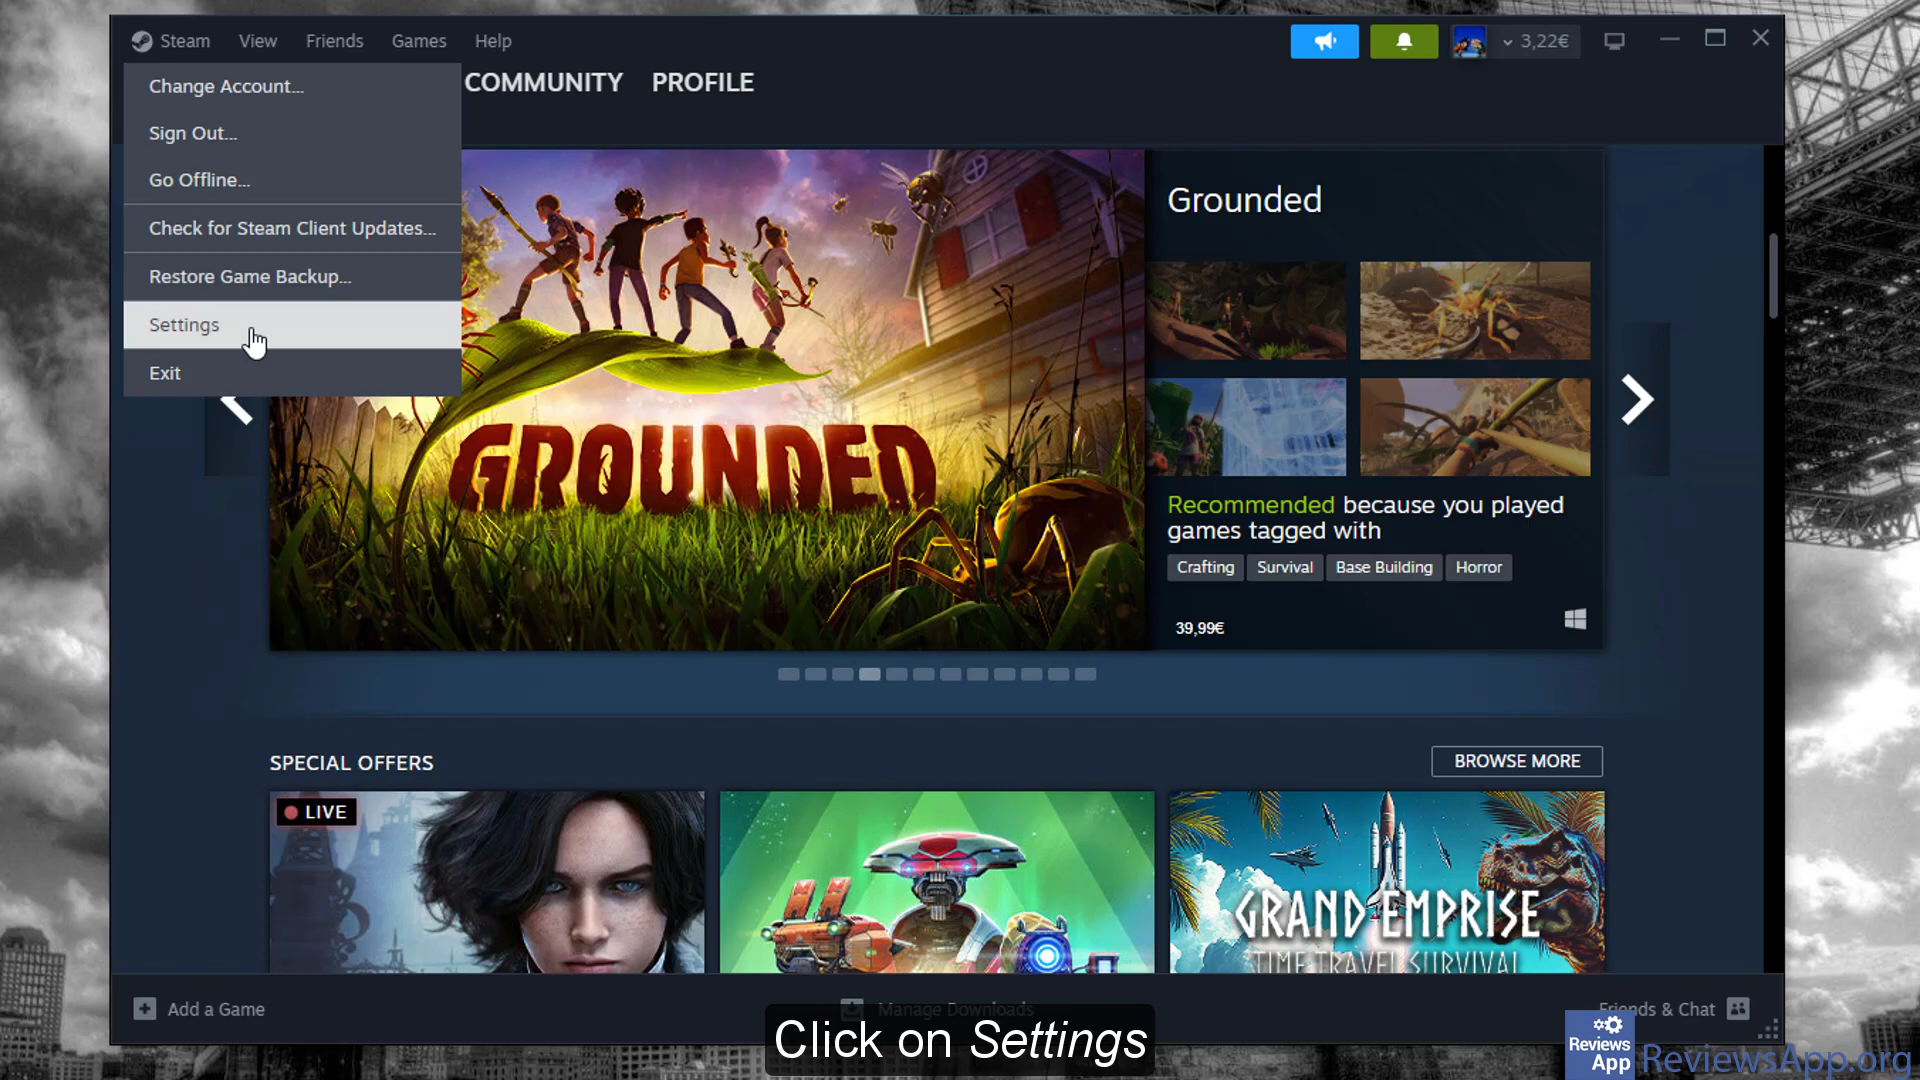 Steam View Friends Games Help
3,22€
COMMUNITY PROFILE
Change Account...
Sign Out...
Go Offline...
Check for Steam Client Updates...
Restore Game Backup...
Settings
Exit
GROUNDED
Grounded
Recommended because you played
games tagged with
Crafting Survival Base Building Horror
39,99€
SPECIAL OFFERS
BROWSE MORE
LIVE
GRAND EMPRISE
TIME TRAVEL SURVIVAL
Add a Game
Manage Downloads
Friends & Chat
Click on Settings
Reviews
App
ReviewsApp.org